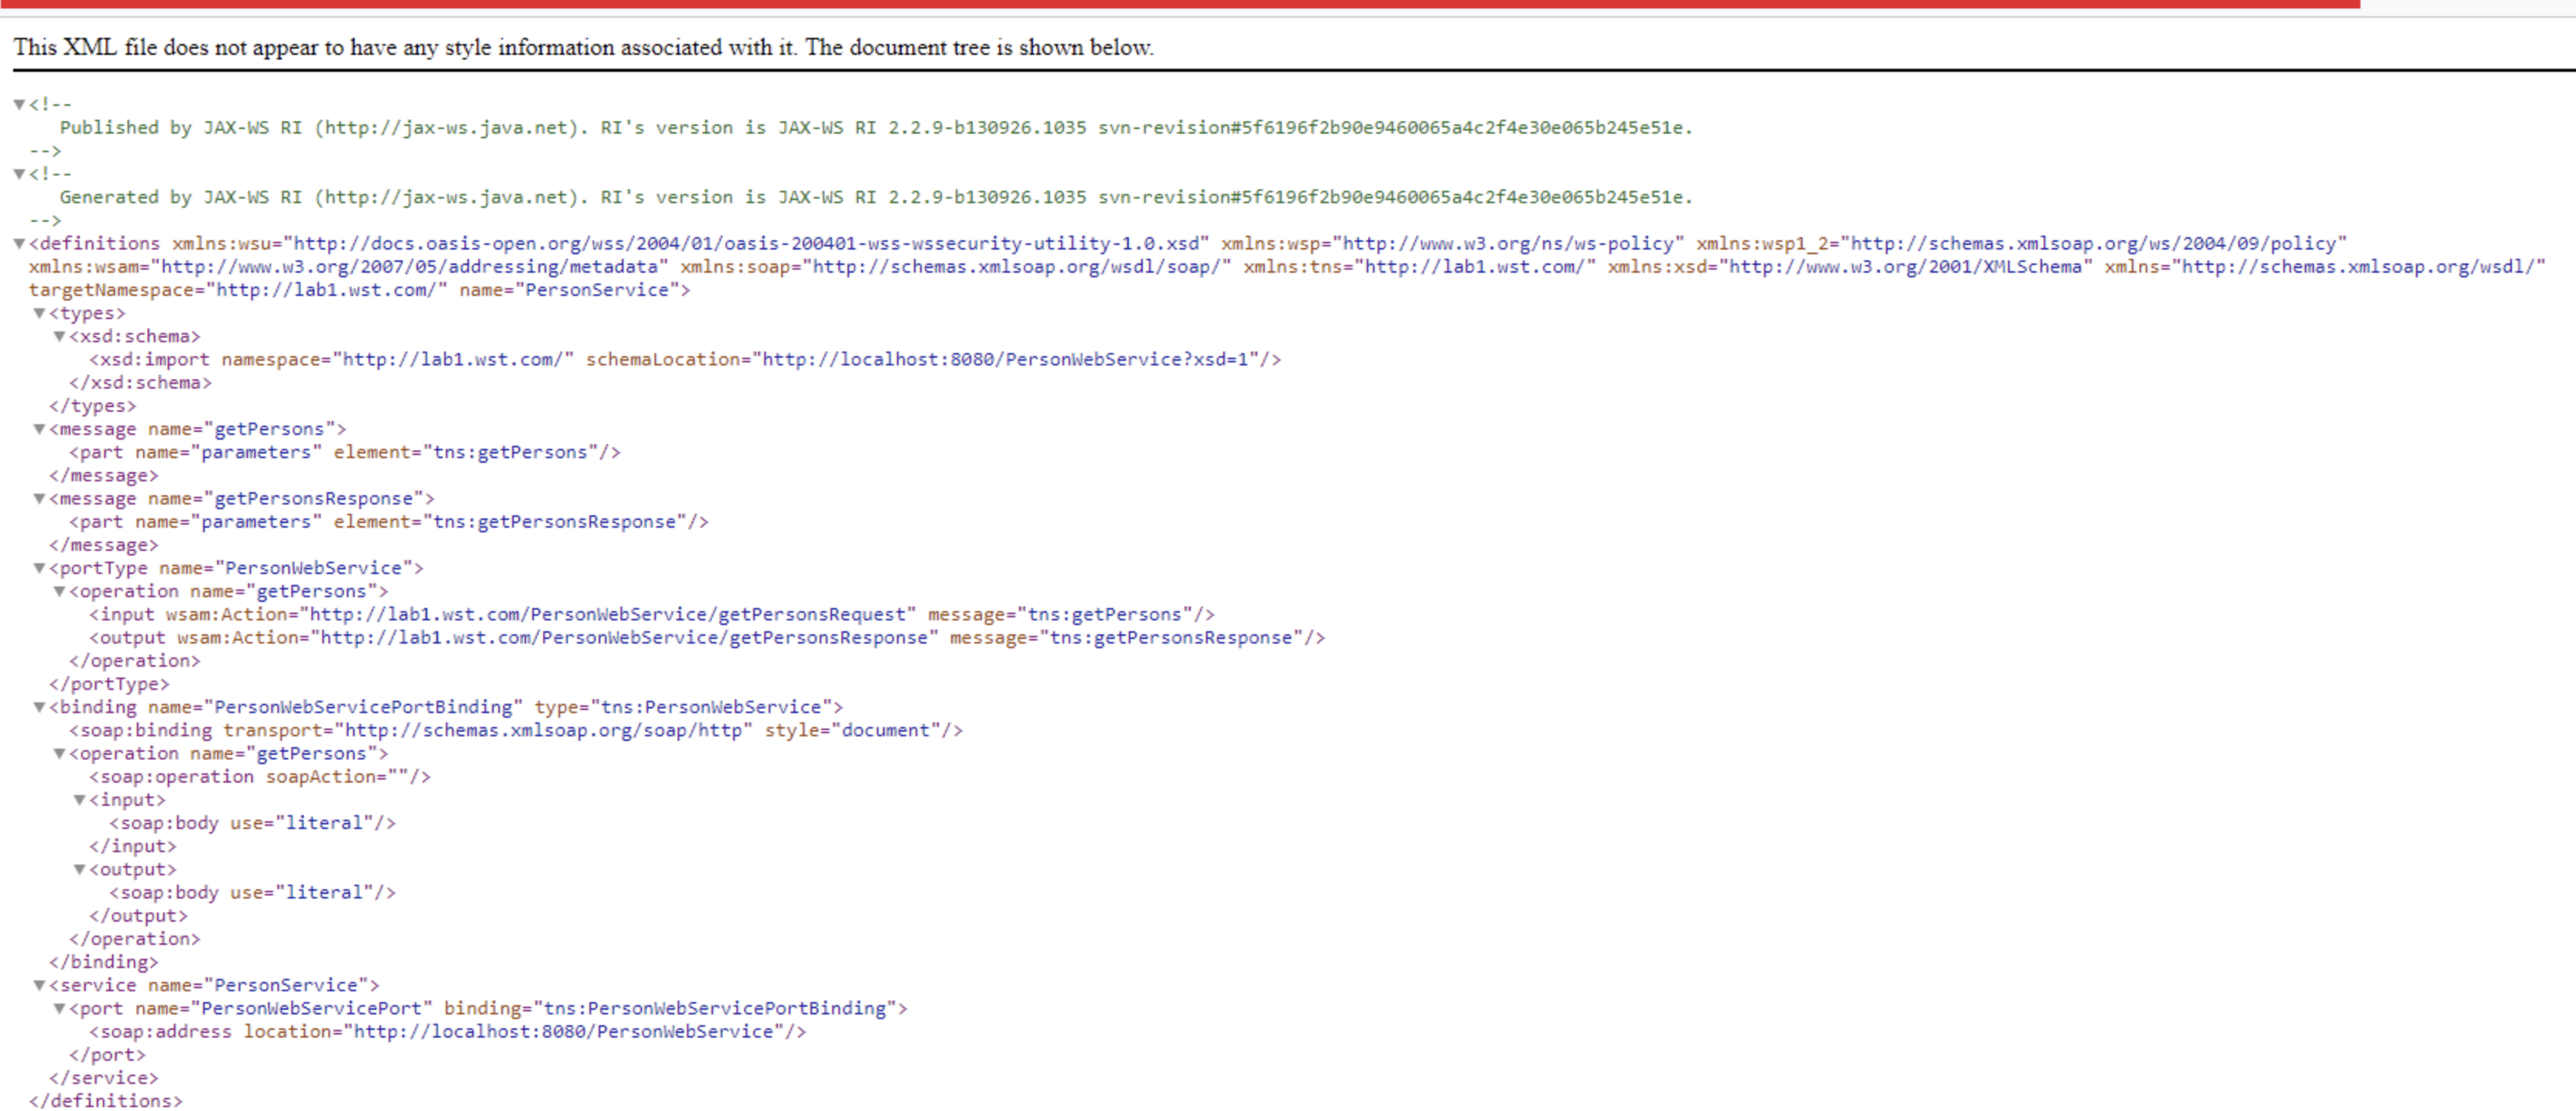 This XML file does not appear to have any style information associated with it. The document tree is shown below.
▼<!--
Published by JAX-WS RI (http://jax-ws.java.net). RI's version is JAX-WS RI 2.2.9-b130926.1035 svn-revision#5f6196f2b90e9460065a4c2f4e30e065b245e51e.
-->
▼<!--
Generated by JAX-WS RI (http://jax-ws.java.net). RI's version is JAX-WS RI 2.2.9-b130926.1035 svn-revision#5f6196f2b90e9460065a4c2f4e30e065b245e51e.
-->
▼<definitions xmlns:wsu="http://docs.oasis-open.org/wss/2004/01/oasis-200401-wss-wssecurity-utility-1.0.xsd" xmlns:wsp="http://www.w3.org/ns/ws-policy" xmlns:wsp1_2="http://schemas.xmlsoap.org/ws/2004/09/policy"
xmlns:wsam="http://www.w3.org/2007/05/addressing/metadata" xmlns:soap="http://schemas.xmlsoap.org/wsdl/soap/" xmlns:tns="http://lab1.wst.com/" xmlns:xsd="http://www.w3.org/2001/XMLSchema" xmlns="http://schemas.xmlsoap.org/wsdl/"
targetNamespace="http://lab1.wst.com/" name="PersonService">
▼<types>
▼<xsd:schema>
<xsd:import namespace="http://lab1.wst.com/" schemaLocation="http://localhost:8080/PersonWebService?xsd=1"/>
</xsd:schema>
</types>
▼<message name="getPersons">
<part name="parameters" element="tns:getPersons"/>
</message>
▼<message name="getPersonsResponse">
<part name="parameters" element="tns:getPersonsResponse"/>
</message>
▼<portType name="PersonWebService">
▼<operation name="getPersons">
<input wsam:Action="http://lab1.wst.com/PersonWebService/getPersonsRequest" message="tns:getPersons"/>
<output wsam:Action="http://lab1.wst.com/PersonWebService/getPersonsResponse" message="tns:getPersonsResponse"/>
</operation>
</portType>
▼<binding name="PersonWebServicePortBinding" type="tns:PersonWebService">
<soap:binding transport="http://schemas.xmlsoap.org/soap/http" style="document"/>
▼<operation name="getPersons">
<soap:operation soapAction=""/>
▼<input>
<soap:body use="literal"/>
</input>
▼<output>
<soap:body use="literal"/>
</output>
</operation>
</binding>
▼<service name="PersonService">
▼<port name="PersonWebServicePort" binding="tns:PersonWebServicePortBinding">
<soap:address location="http://localhost:8080/PersonWebService"/>
</port>
</service>
</definitions>